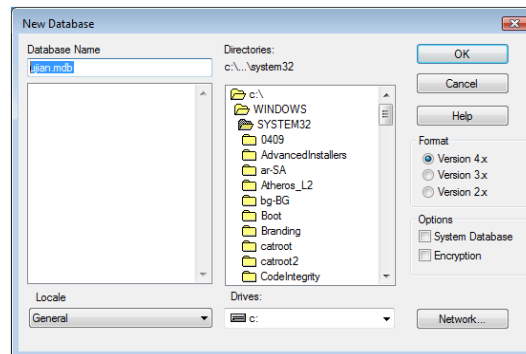 New Database
Database Name
ujian.mdb
Directories:
c:\...\system32
c:\
WINDOWS
SYSTEM32
0409
AdvancedInstallers
ar-SA
Atheros_L2
bg-BG
Boot
Branding
catroot
catroot2
CodeIntegrity
OK
Cancel
Help
Format
Version 4.x
Version 3.x
Version 2.x
Options
System Database
Encryption
Locale
General
Drives:
c:
Network...